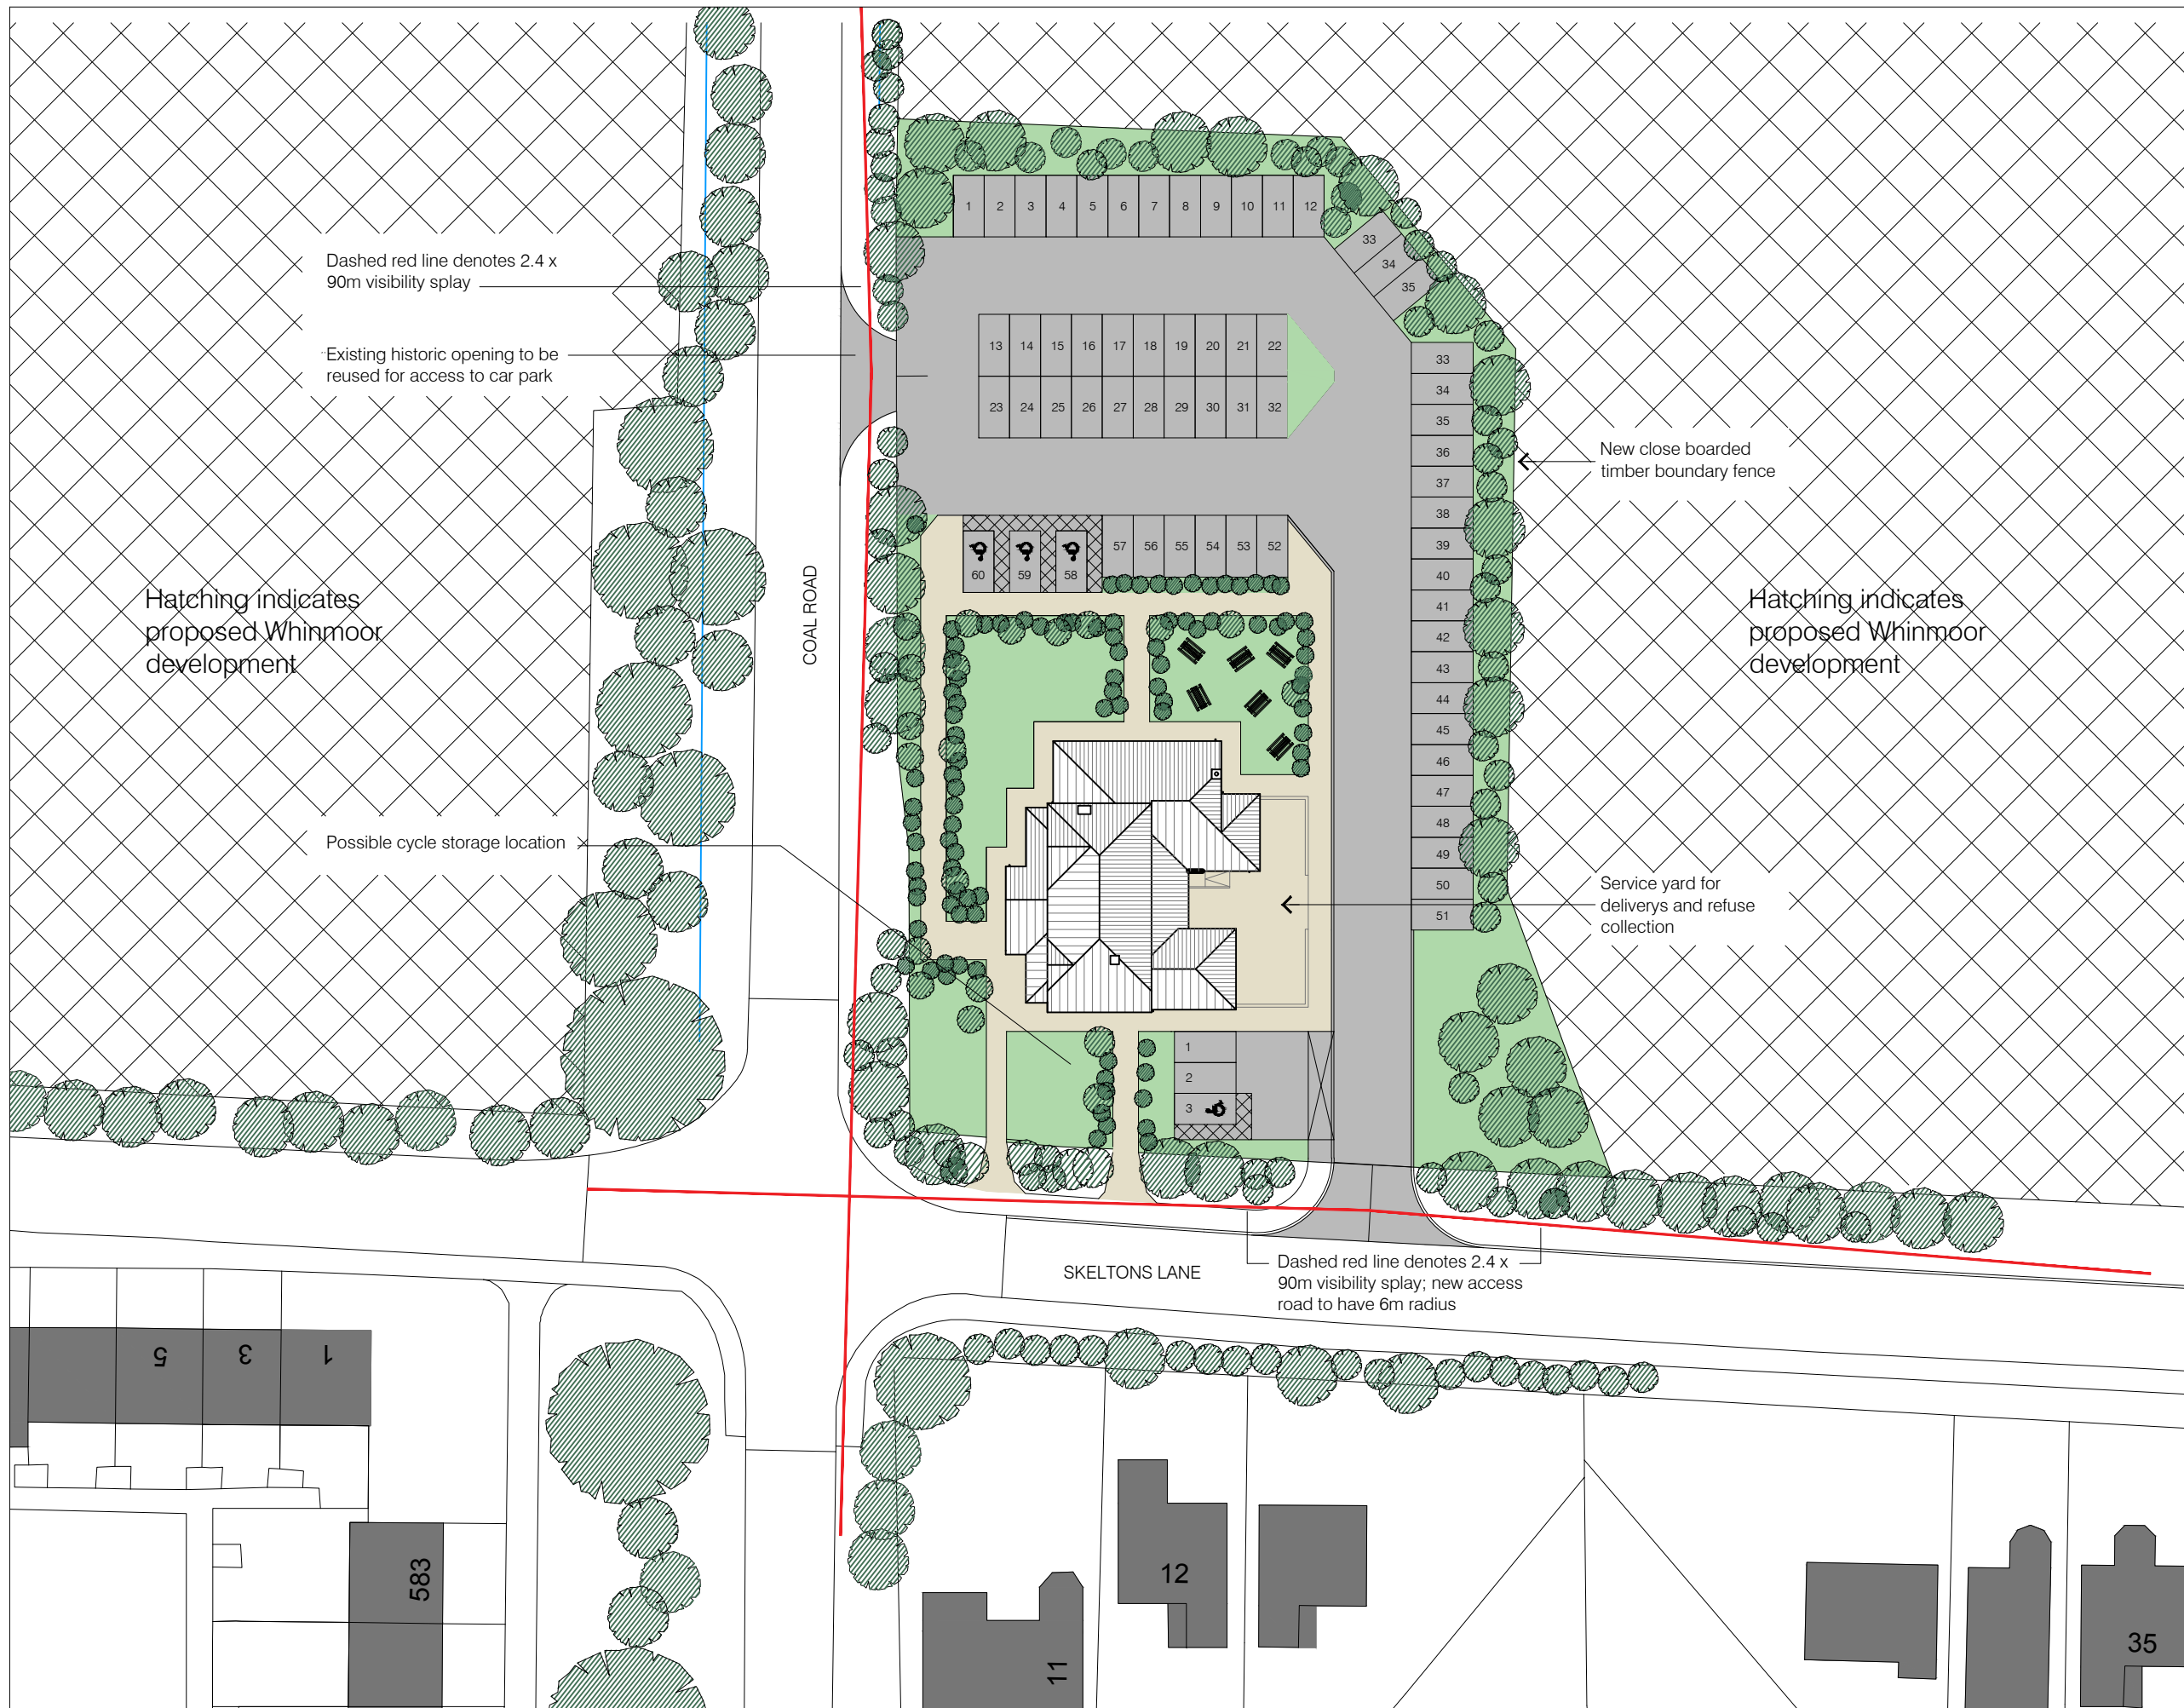 1 2 3 4 5 6 7 8 9 10 11 12
33
34
35
Dashed red line denotes 2.4 x
90m visibility splay
Existing historic opening to be
reused for access to car park
13 14 15 16 17 18 19 20 21 22
23 24 25 26 27 28 29 30 31 32
33
34
35
36
37
38
39
40
41
42
43
44
45
46
47
48
49
50
51
New close boarded
timber boundary fence
60 59 58 57 56 55 54 53 52
COAL ROAD
Hatching indicates
proposed Whinmoor
development
Hatching indicates
proposed Whinmoor
development
Possible cycle storage location
Service yard for
deliverys and refuse
collection
1
2
3
SKELTONS LANE
Dashed red line denotes 2.4 x
90m visibility splay; new access
road to have 6m radius
5 3 1
583
11
12
35